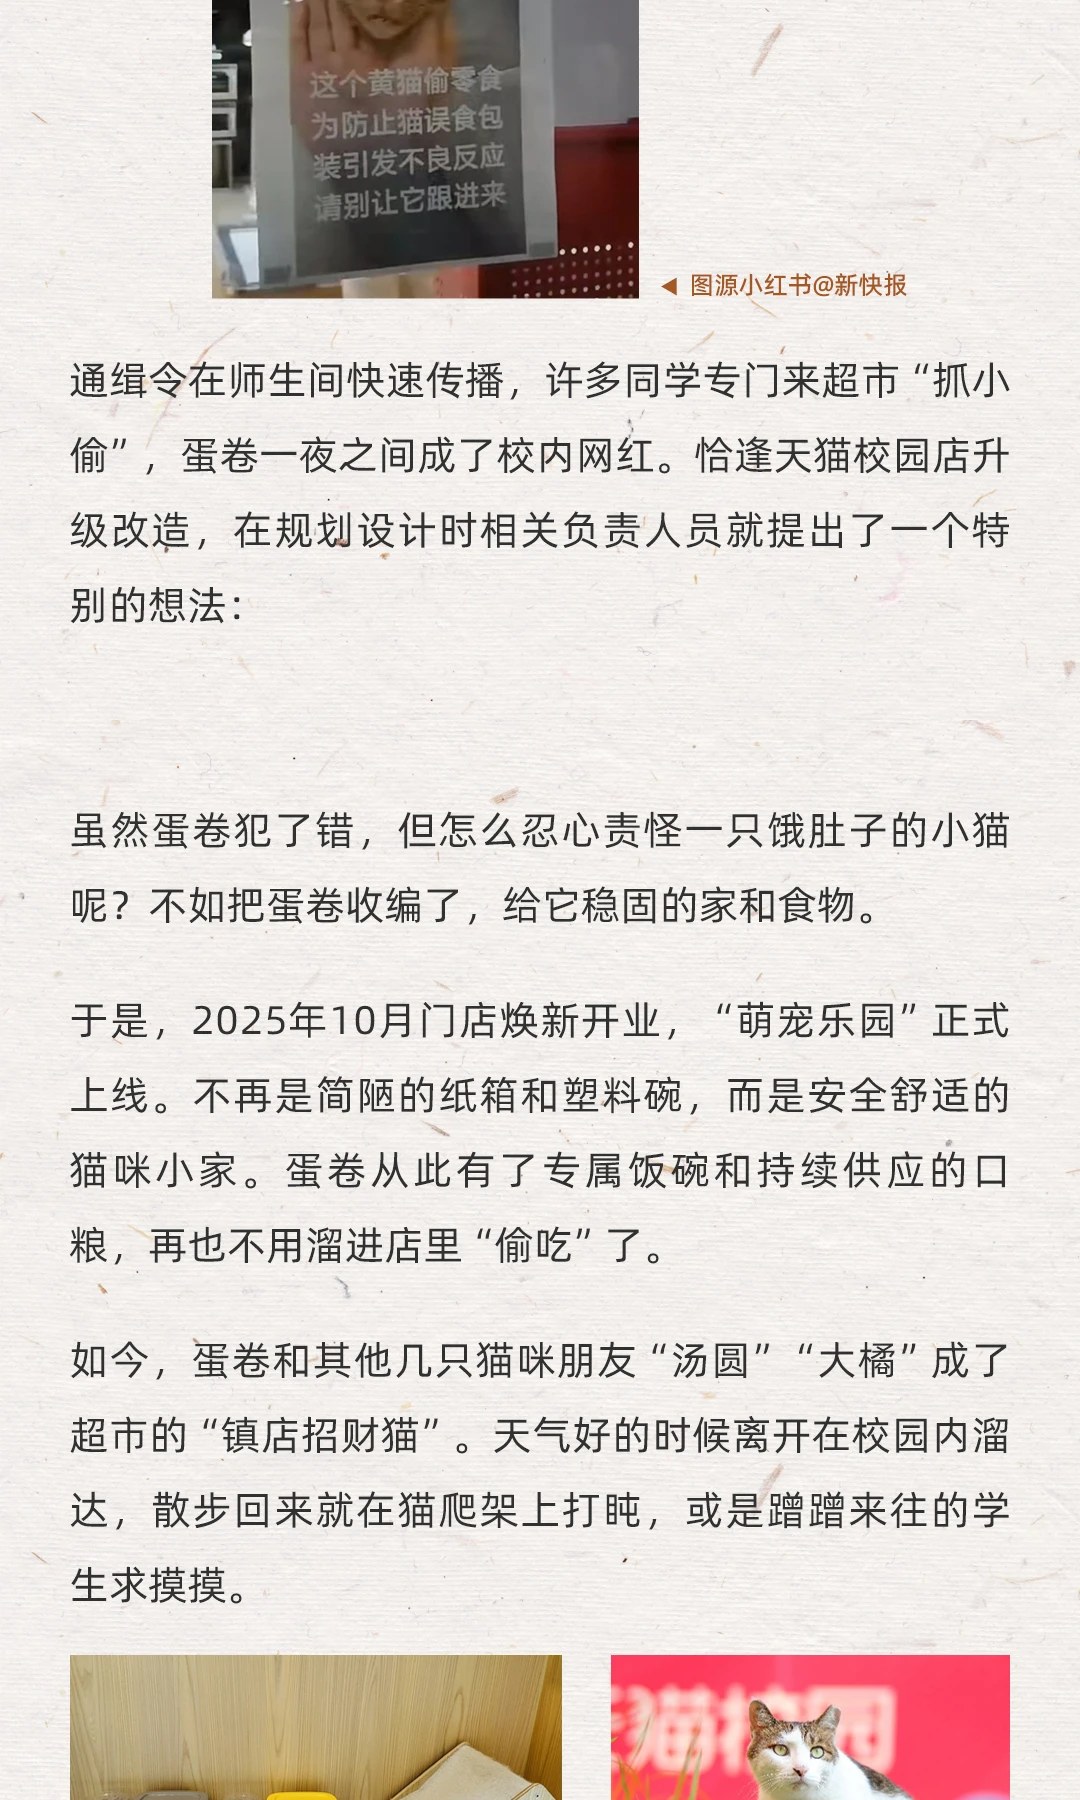 这个黄猫偷零食
为防止猫误食包
装引发不良反应
请别让它跟进来
◀ 图源小红书@新快报
通缉令在师生间快速传播，许多同学专门来超市“抓小
偷”，蛋卷一夜之间成了校内网红。恰逢天猫校园店升
级改造，在规划设计时相关负责人员就提出了一个特
别的想法：
虽然蛋卷犯了错，但怎么忍心责怪一只饿肚子的小猫
呢？不如把蛋卷收编了，给它稳固的家和食物。
于是，2025年10月门店焕新开业，“萌宠乐园”正式
上线。不再是简陋的纸箱和塑料碗，而是安全舒适的
猫咪小家。蛋卷从此有了专属饭碗和持续供应的口
粮，再也不用溜进店里“偷吃”了。
如今，蛋卷和其他几只猫咪朋友“汤圆”“大橘”成了
超市的“镇店招财猫”。天气好的时候离开在校园内溜
达，散步回来就在猫爬架上打盹，或是蹭蹭来往的学
生求摸摸。
猫校园